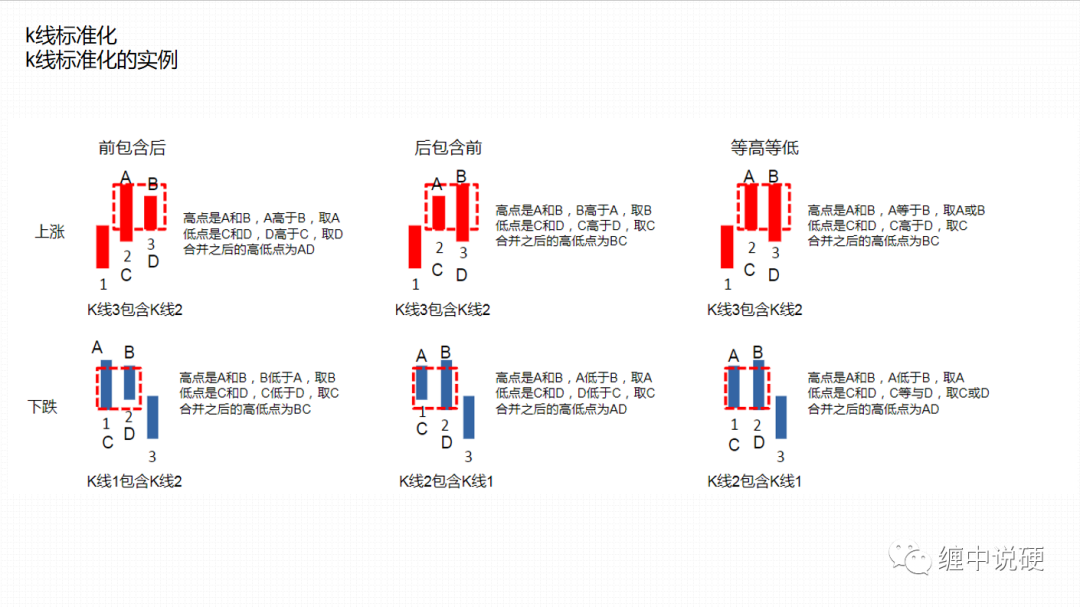 k线标准化
k线标准化的实例
前包含后
后包含前
等高等低
上涨
A
B
1
2
C
3
D
高点是A和B，A高于B，取A
低点是C和D，D高于C，取D
合并之后的高低点为AD
K线3包含K线2
A
B
1
2
C
3
D
高点是A和B，B高于A，取B
低点是C和D，C高于D，取C
合并之后的高低点为BC
K线3包含K线2
A
B
1
2
C
3
D
高点是A和B，A等于B，取A或B
低点是C和D，C高于D，取C
合并之后的高低点为BC
K线3包含K线2
下跌
A
B
1
C
2
D
3
高点是A和B，B低于A，取B
低点是C和D，C低于D，取C
合并之后的高低点为BC
K线1包含K线2
A
B
1
C
2
D
3
高点是A和B，A低于B，取A
低点是C和D，D低于C，取C
合并之后的高低点为AD
K线2包含K线1
A
B
1
C
2
D
3
高点是A和B，A低于B，取A
低点是C和D，C等与D，取C或D
合并之后的高低点为AD
K线2包含K线1
缠中说硬